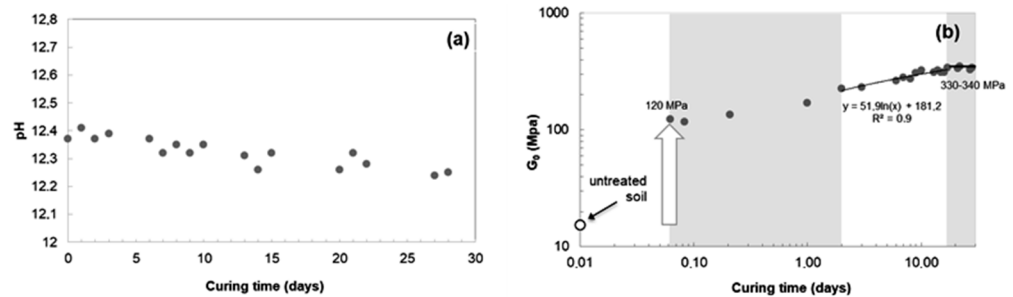 (a)
pH
12,8
12,7
12,6
12,5
12,4
12,3
12,2
12,1
12
0 5 10 15 20 25 30
Curing time (days)
(b)
G₀ (Mpa)
1000
100
10
120 MPa
330-340 MPa
y = 51,9ln(x) + 181,2
R² = 0.9
untreated
soil
0,01 0,10 1,00 10,00
Curing time (days)